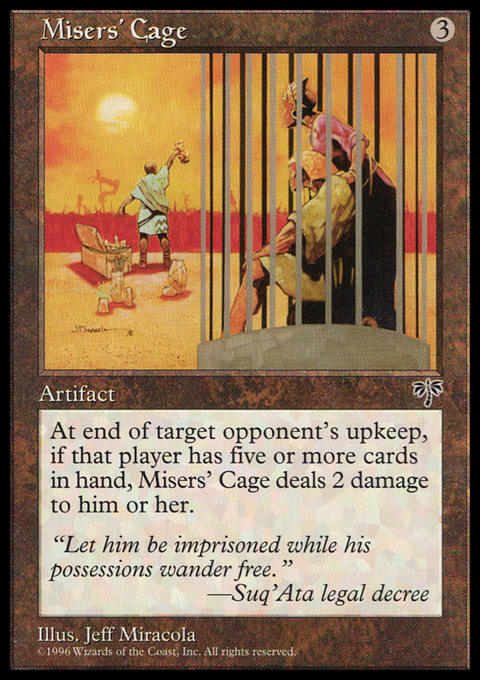 Misers' Cage 3
J. Miracola
Artifact
At end of target opponent's upkeep,
if that player has five or more cards
in hand, Misers' Cage deals 2 damage
to him or her.
"Let him be imprisoned while his
possessions wander free."
—Suq'Ata legal decree
Illus. Jeff Miracola
©1996 Wizards of the Coast, Inc. All rights reserved.